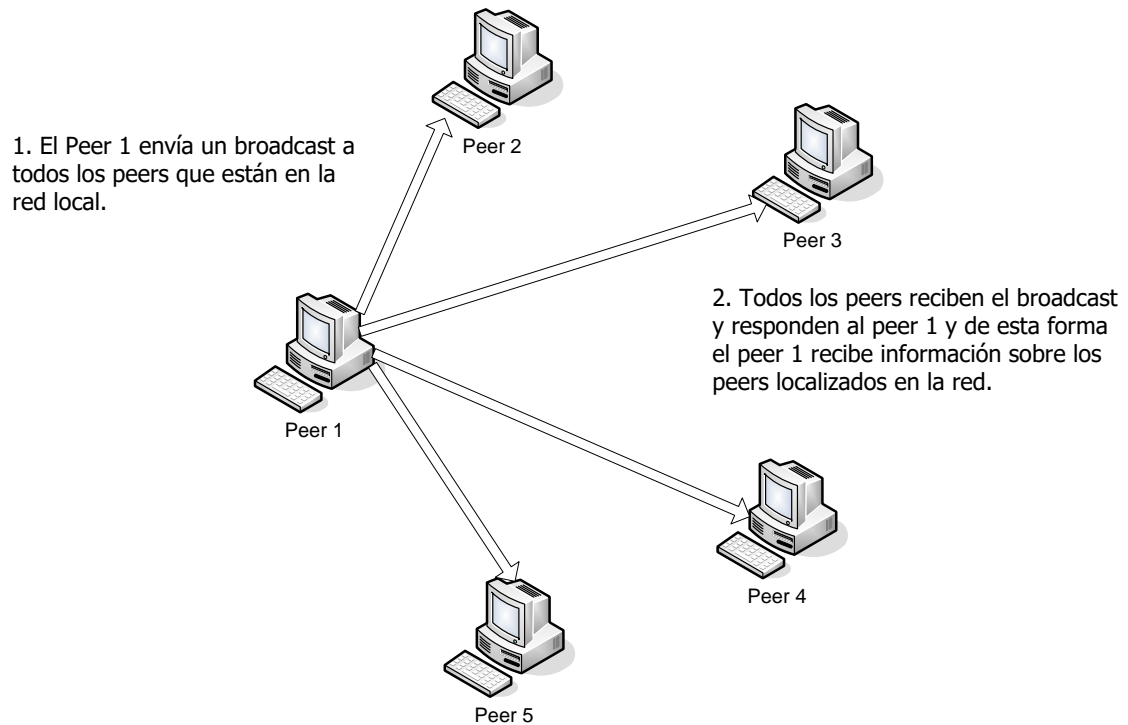 Peer 2
1. El Peer 1 envía un broadcast a
todos los peers que están en la
red local.
Peer 3
2. Todos los peers reciben el broadcast
y responden al peer 1 y de esta forma
el peer 1 recibe información sobre los
peers localizados en la red.
Peer 1
Peer 4
Peer 5